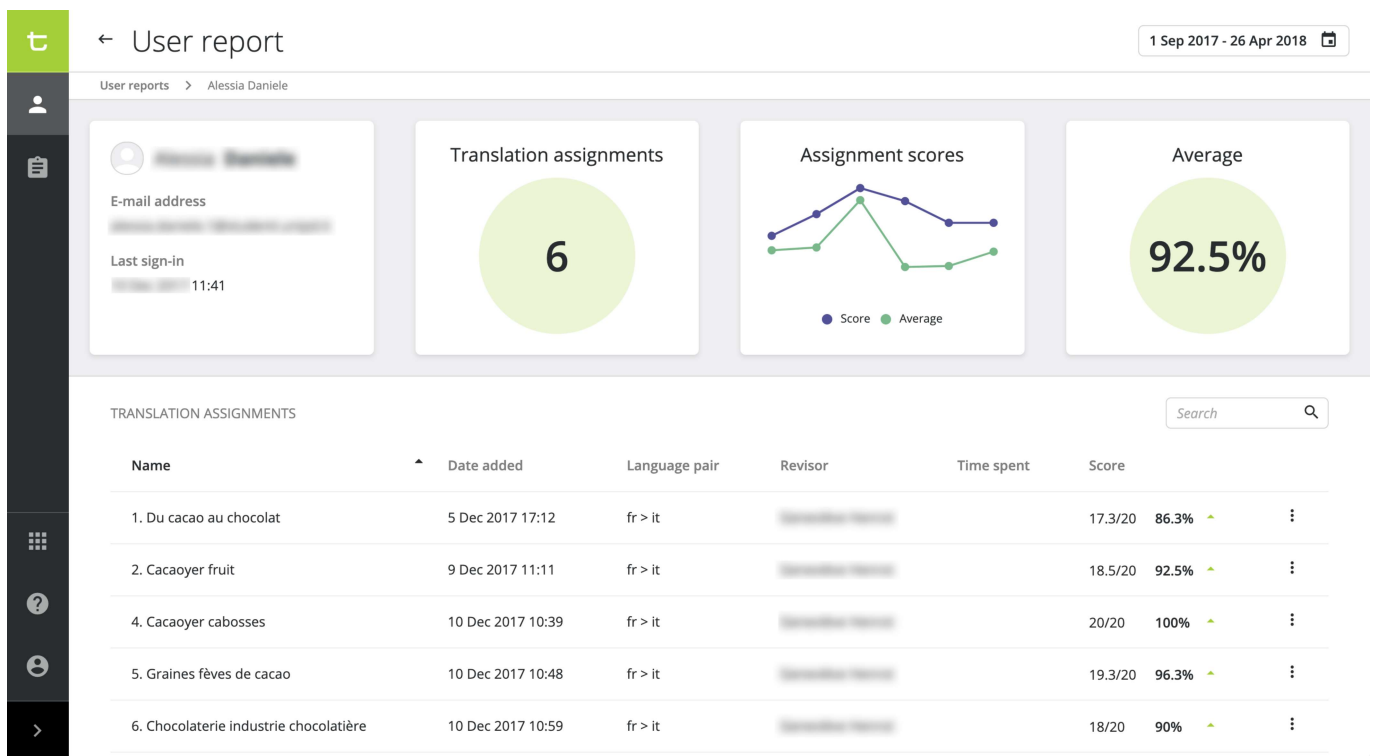 t
User report
1 Sep 2017 - 26 Apr 2018
User reports > Alessia Daniele
E-mail address
Last sign-in
11:41
Translation assignments
6
Assignment scores
Score Average
Average
92.5%
TRANSLATION ASSIGNMENTS
Search
Name Date added Language pair Revisor Time spent Score
1. Du cacao au chocolat 5 Dec 2017 17:12 fr > it 17.3/20 86.3%
2. Cacaoyer fruit 9 Dec 2017 11:11 fr > it 18.5/20 92.5%
4. Cacaoyer cabosses 10 Dec 2017 10:39 fr > it 20/20 100%
5. Graines fèves de cacao 10 Dec 2017 10:48 fr > it 19.3/20 96.3%
6. Chocolaterie industrie chocolatière 10 Dec 2017 10:59 fr > it 18/20 90%